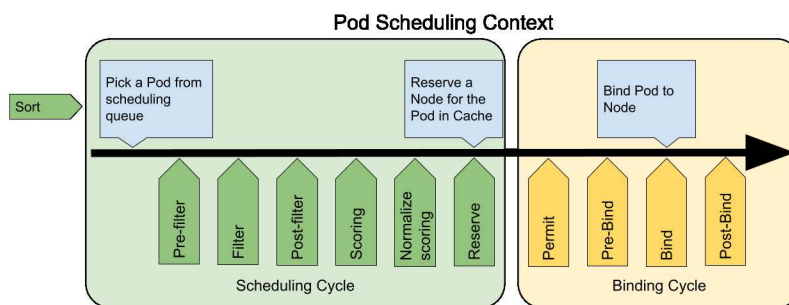 Pod Scheduling Context
Sort
Pick a Pod from
scheduling
queue
Reserve a
Node for the
Pod in Cache
Bind Pod to
Node
Pre-filter
Filter
Post-filter
Scoring
Normalize
scoring
Reserve
Permit
Pre-Bind
Bind
Post-Bind
Scheduling Cycle
Binding Cycle